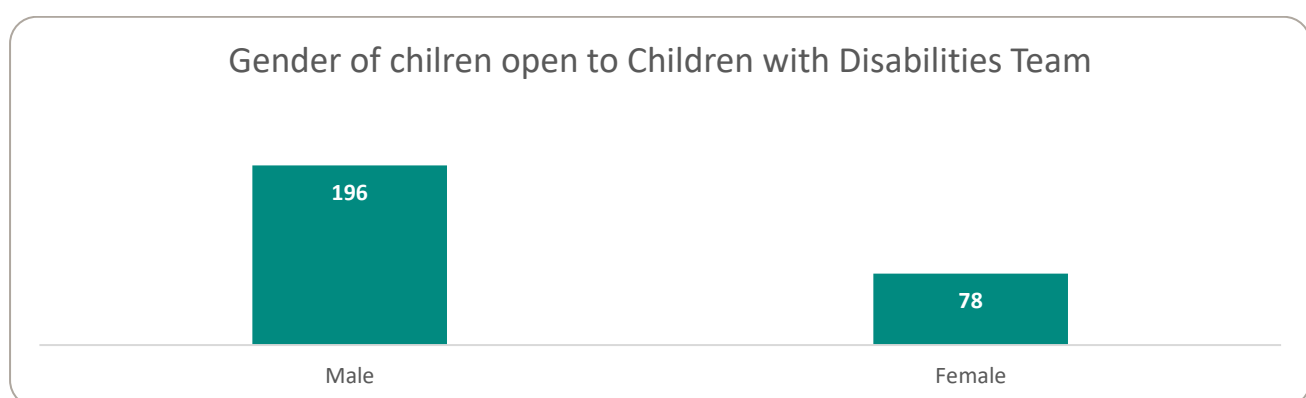 Gender of chilren open to Children with Disabilities Team
196
78
Male
Female